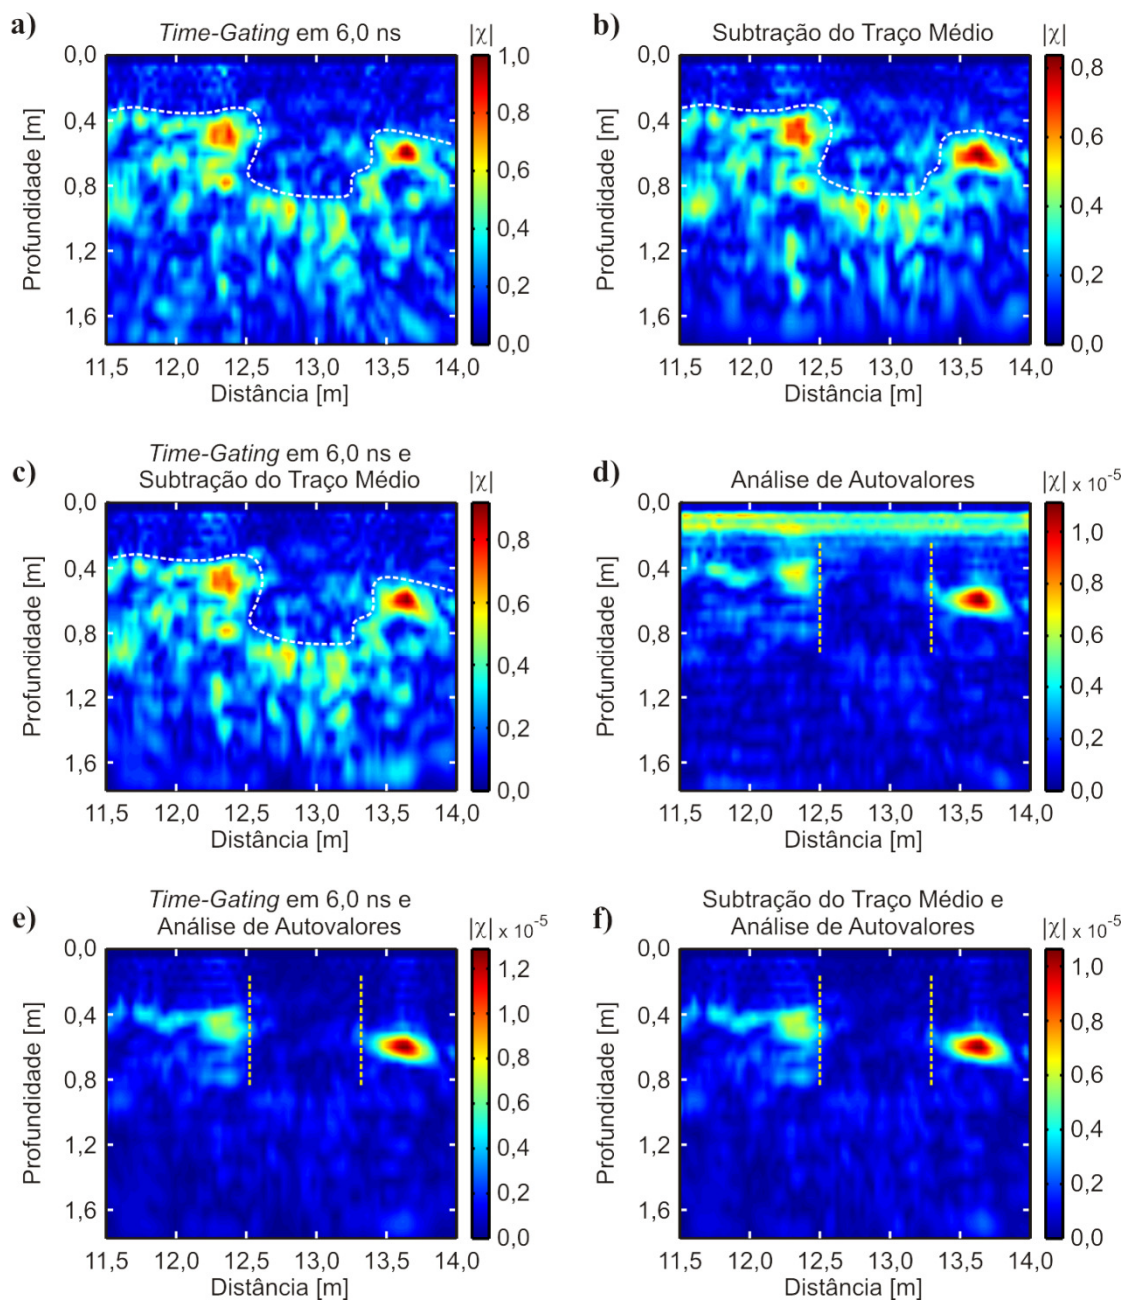 a)
Time-Gating em 6,0 ns
|χ|
0,0
0,4
0,8
1,2
1,6
Profundidade [m]
11,5 12,0 12,5 13,0 13,5 14,0
Distância [m]
1,0
0,8
0,6
0,4
0,2
0,0
b)
Subtração do Traço Médio
|χ|
0,0
0,4
0,8
1,2
1,6
Profundidade [m]
11,5 12,0 12,5 13,0 13,5 14,0
Distância [m]
0,8
0,6
0,4
0,2
0,0
c)
Time-Gating em 6,0 ns e
Subtração do Traço Médio
|χ|
0,0
0,4
0,8
1,2
1,6
Profundidade [m]
11,5 12,0 12,5 13,0 13,5 14,0
Distância [m]
0,8
0,6
0,4
0,2
0,0
d)
Análise de Autovalores
|χ| x 10-5
0,0
0,4
0,8
1,2
1,6
Profundidade [m]
11,5 12,0 12,5 13,0 13,5 14,0
Distância [m]
1,0
0,8
0,6
0,4
0,2
0,0
e)
Time-Gating em 6,0 ns e
Análise de Autovalores
|χ| x 10-5
0,0
0,4
0,8
1,2
1,6
Profundidade [m]
11,5 12,0 12,5 13,0 13,5 14,0
Distância [m]
1,2
1,0
0,8
0,6
0,4
0,2
0,0
f)
Subtração do Traço Médio e
Análise de Autovalores
|χ| x 10-5
0,0
0,4
0,8
1,2
1,6
Profundidade [m]
11,5 12,0 12,5 13,0 13,5 14,0
Distância [m]
1,0
0,8
0,6
0,4
0,2
0,0